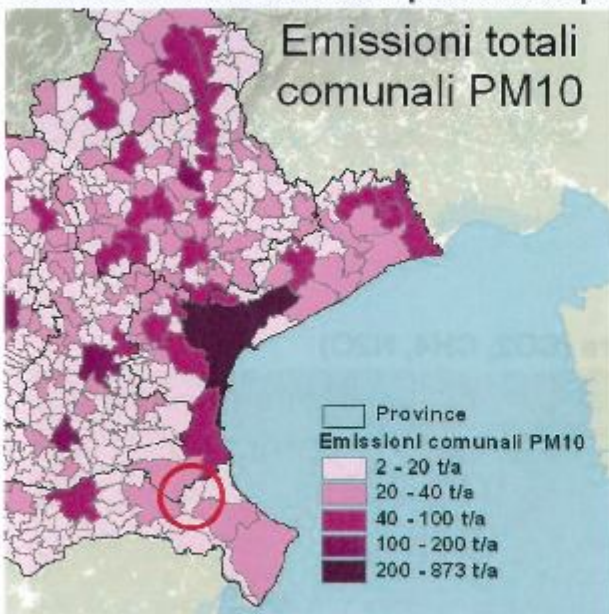 Emissioni totali
comunali PM10
Province
Emissioni comunali PM10
2 - 20 t/a
20 - 40 t/a
40 - 100 t/a
100 - 200 t/a
200 - 873 t/a